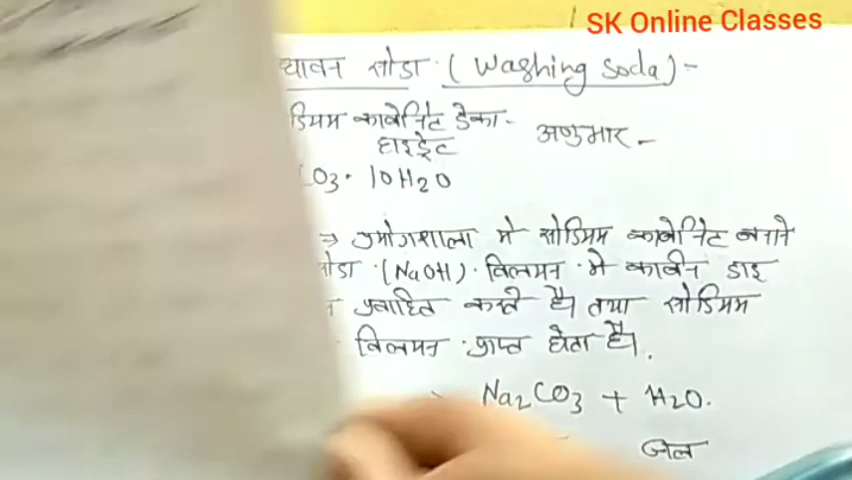 SK Online Classes
धावन सोडा (Washing Soda) -
डियम कार्बोनेट डेका -
हाइड्रेट अणुभार -
CO3. 10H2O
→ प्रयोगशाला मे सोडियम कार्बोनेट बनाने
सोडा (NaOH) विलयन मे कार्बन डाइ
प्रवाहित करते है। तथा सोडियम
विलयन प्राप्त होता है।
Na2CO3 + H2O.
जल